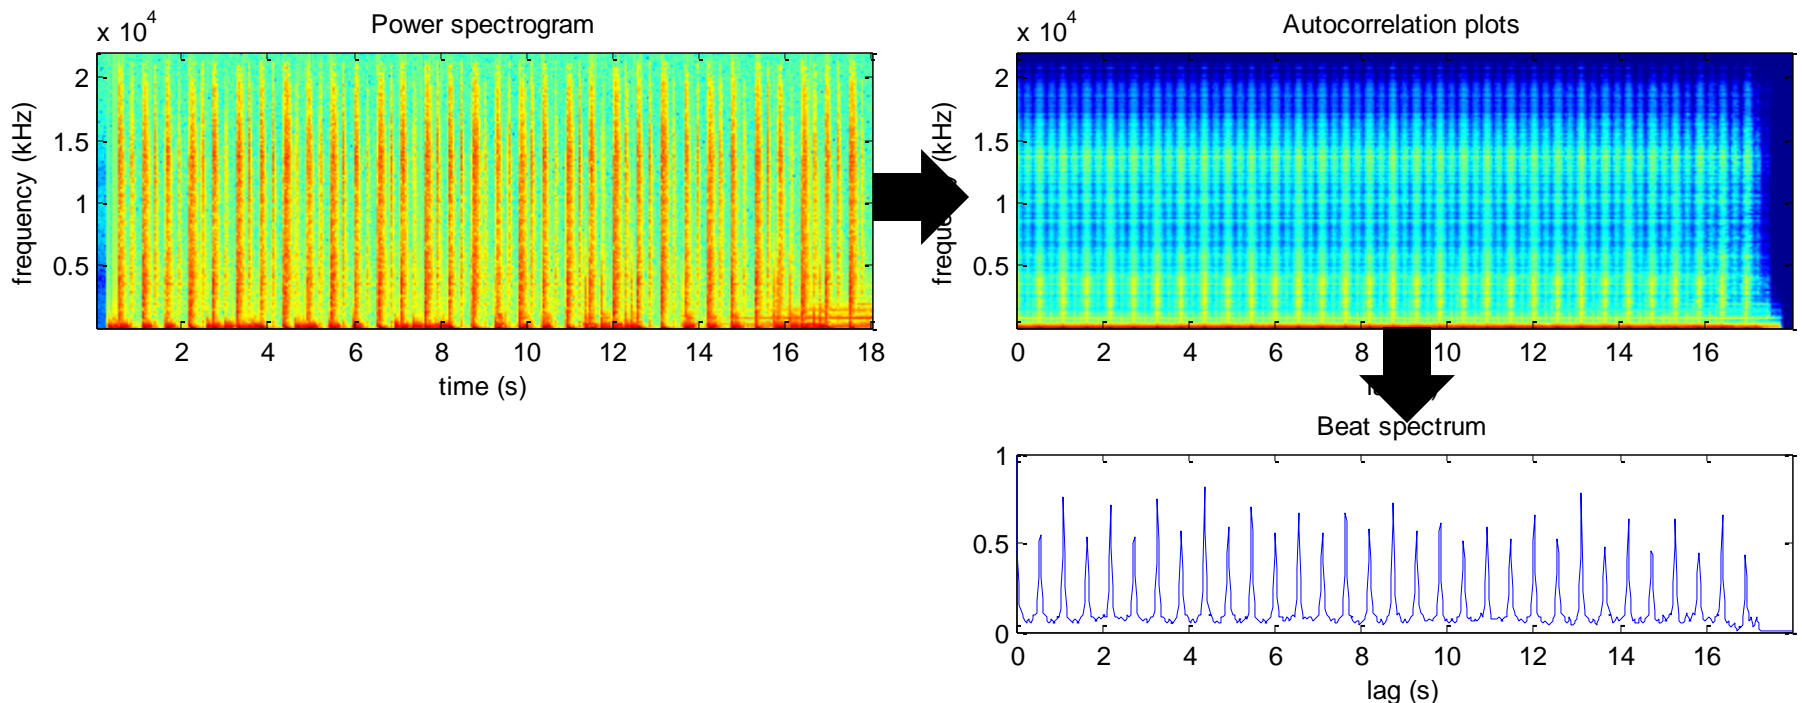 x 10^4
Power spectrogram
2
1.5
1
0.5
frequency (kHz)
2 4 6 8 10 12 14 16 18
time (s)
x 10^4
Autocorrelation plots
2
1.5
1
0.5
(kHz)
0 2 4 6 8 10 12 14 16
Beat spectrum
1
0.5
0
0 2 4 6 8 10 12 14 16
lag (s)